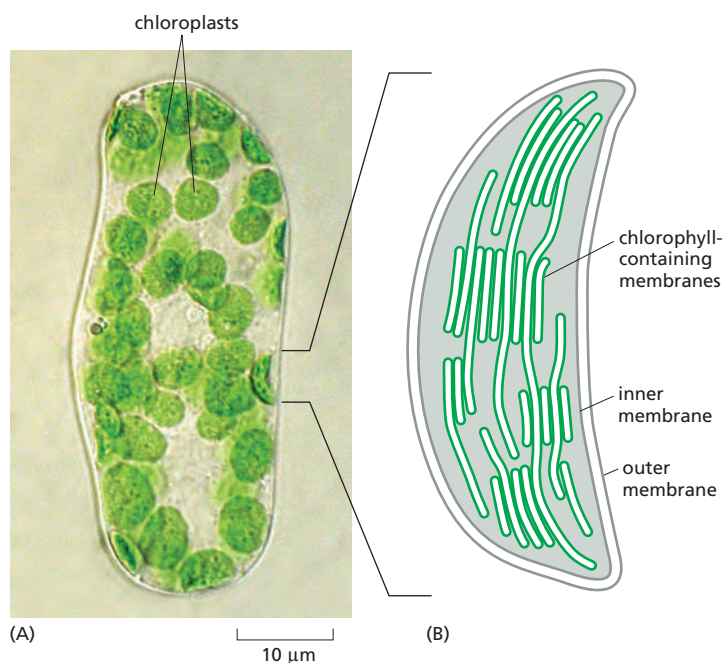 chloroplasts
chlorophyll-
containing
membranes
inner
membrane
outer
membrane
(A)
10 μm
(B)